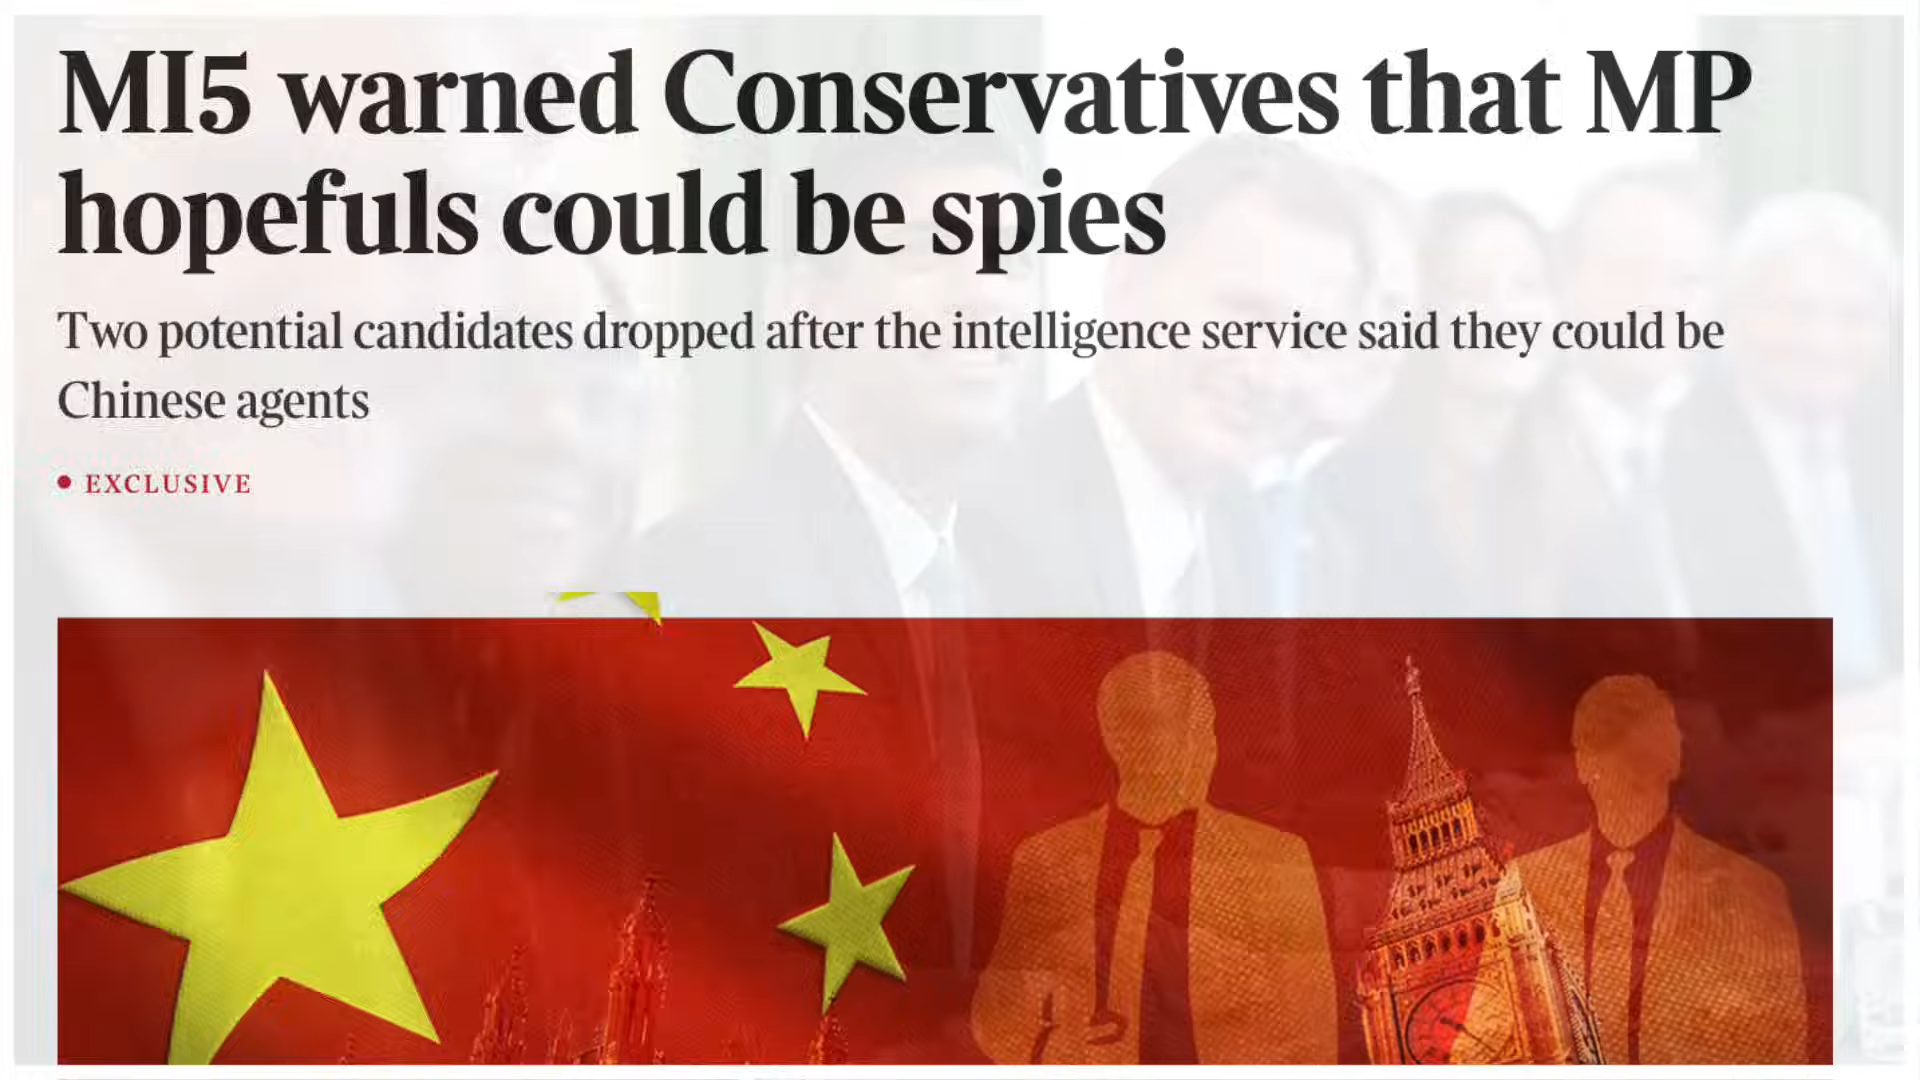 MI5 warned Conservatives that MP
hopefuls could be spies
Two potential candidates dropped after the intelligence service said they could be
Chinese agents
• EXCLUSIVE